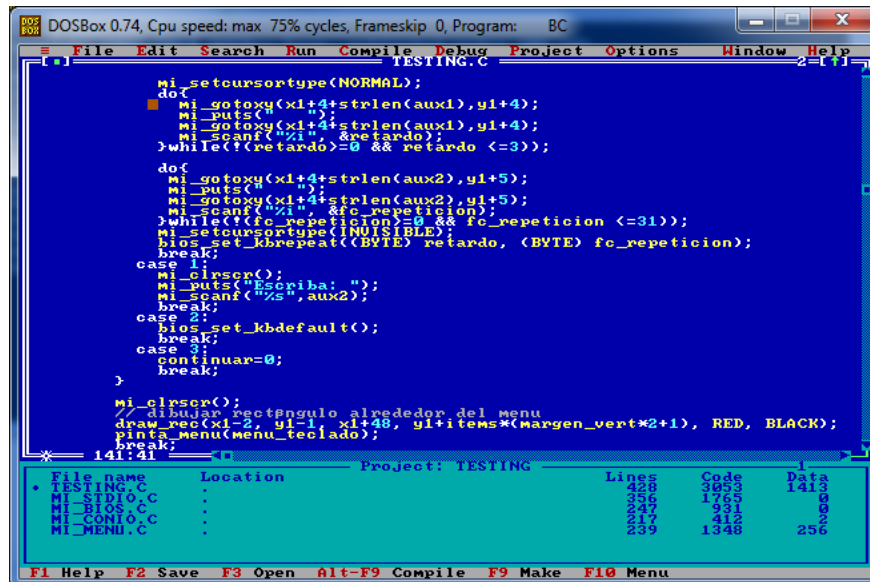 DOSBox 0.74, Cpu speed: max 75% cycles, Frameskip 0, Program: BC
≡ File Edit Search Run Compile Debug Project Options Window Help
[■] TESTING.C 2=[↑]
mi_setcursortype(NORMAL);
do{
mi_gotoxy(x1+4+strlen(aux1),y1+4);
mi_puts("    ");
mi_gotoxy(x1+4+strlen(aux1),y1+4);
mi_scanf("%i", &retardo);
}while(!(retardo>=0 && retardo <=3));
do{
mi_gotoxy(x1+4+strlen(aux2),y1+5);
mi_puts("    ");
mi_gotoxy(x1+4+strlen(aux2),y1+5);
mi_scanf("%i", &fc_repeticion);
}while(!(fc_repeticion>=0 && fc_repeticion <=31));
mi_setcursortype(INVISIBLE);
bios_set_kbrepeat((BYTE) retardo, (BYTE) fc_repeticion);
break;
case 1:
mi_clrscr();
mi_puts("Escriba: ");
mi_scanf("%s",aux2);
break;
case 2:
bios_set_kbdefault();
break;
case 3:
continuar=0;
break;
}
mi_clrscr();
// dibujar rectßngulo alrededor del menu
draw_rec(x1-2, y1-1, x1+48, y1+items*(margen_vert*2+1), RED, BLACK);
pinta_menu(menu_teclado);
break;
141:41
Project: TESTING 1
File name Location Lines Code Data
• TESTING.C . 428 3053 1413
MI_STDIO.C . 356 1765 0
MI_BIOS.C . 247 931 0
MI_CONIO.C . 217 412 2
MI_MENU.C . 239 1348 256
F1 Help F2 Save F3 Open Alt-F9 Compile F9 Make F10 Menu